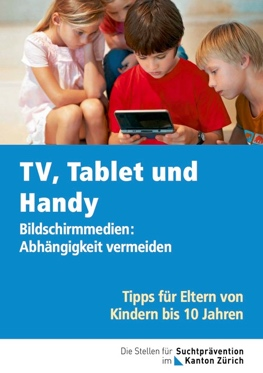 TV, Tablet und
Handy
Bildschirmmedien:
Abhängigkeit vermeiden
Tipps für Eltern von
Kindern bis 10 Jahren
Die Stellen für Suchtprävention
im Kanton Zürich